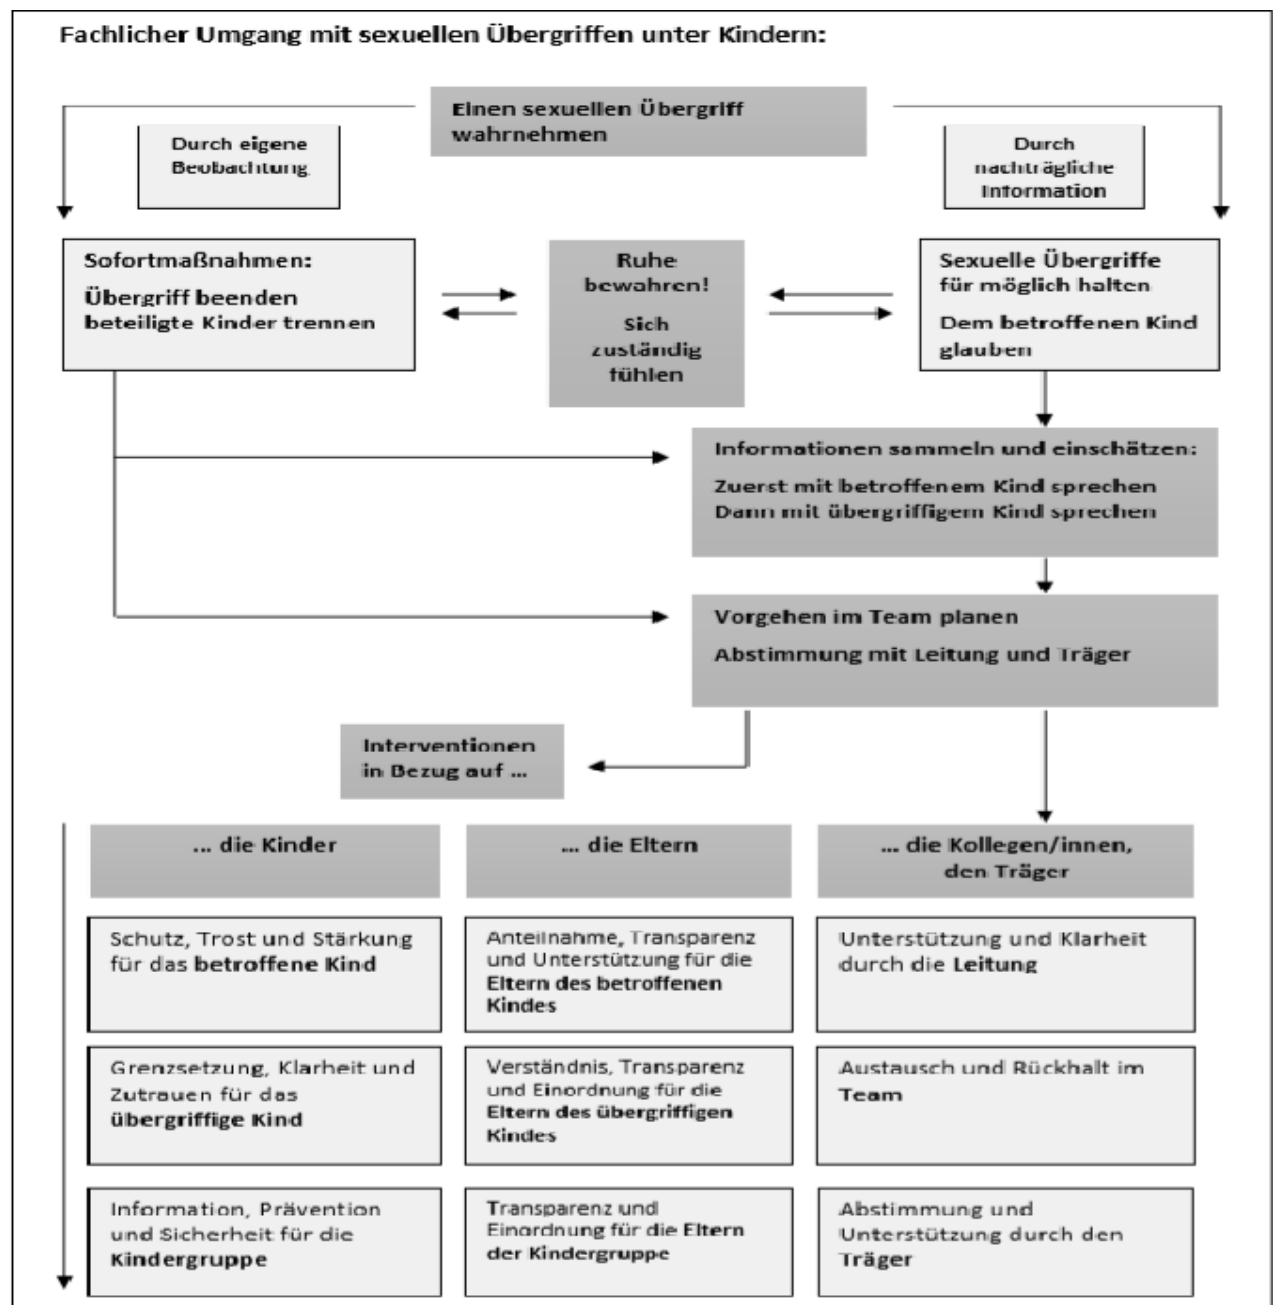 Fachlicher Umgang mit sexuellen Übergriffen unter Kindern:
Einen sexuellen Übergriff
wahrnehmen
Durch eigene
Beobachtung
Durch
nachträgliche
Information
Sofortmaßnahmen:
Übergriff beenden
beteiligte Kinder trennen
Ruhe
bewahren!
Sich
zuständig
fühlen
Sexuelle Übergriffe
für möglich halten
Dem betroffenen Kind
glauben
Informationen sammeln und einschätzen:
Zuerst mit betroffenem Kind sprechen
Dann mit übergriffigem Kind sprechen
Vorgehen im Team planen
Abstimmung mit Leitung und Träger
Interventionen
in Bezug auf ...
... die Kinder
... die Eltern
... die Kollegen/innen,
den Träger
Schutz, Trost und Stärkung
für das betroffene Kind
Anteilnahme, Transparenz
und Unterstützung für die
Eltern des betroffenen
Kindes
Unterstützung und Klarheit
durch die Leitung
Grenzsetzung, Klarheit und
Zutrauen für das
übergriffige Kind
Verständnis, Transparenz
und Einordnung für die
Eltern des übergriffigen
Kindes
Austausch und Rückhalt im
Team
Information, Prävention
und Sicherheit für die
Kindergruppe
Transparenz und
Einordnung für die Eltern
der Kindergruppe
Abstimmung und
Unterstützung durch den
Träger